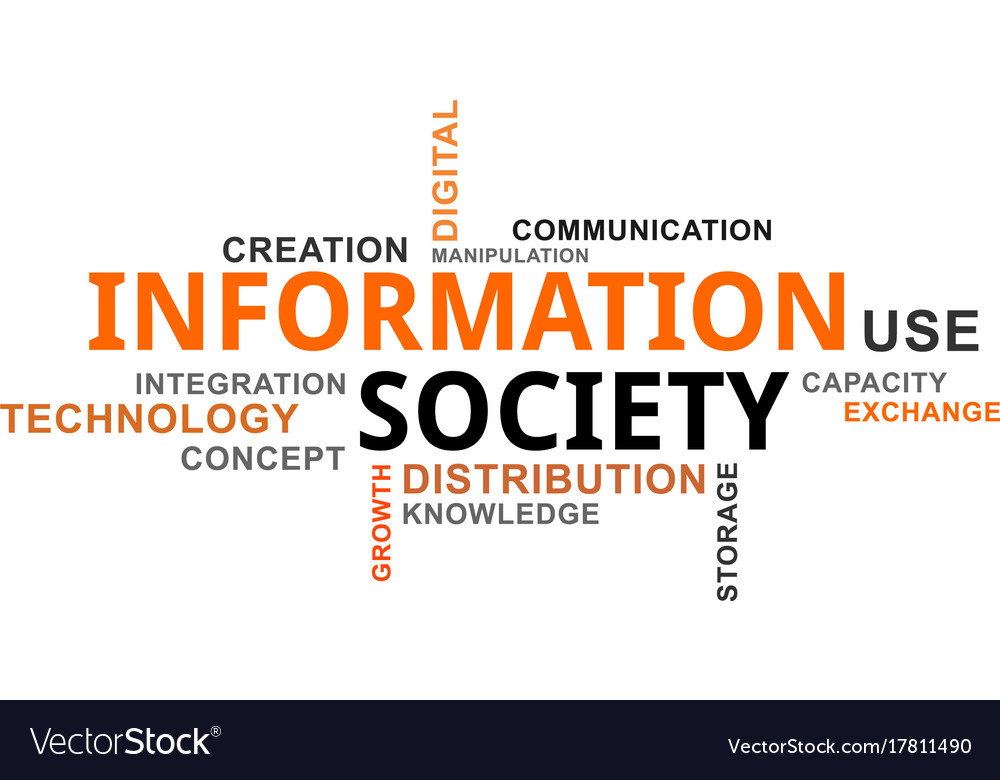 DIGITAL
COMMUNICATION
CREATION
MANIPULATION
INFORMATION
USE
INTEGRATION
SOCIETY
CAPACITY
TECHNOLOGY
EXCHANGE
CONCEPT
GROWTH
DISTRIBUTION
KNOWLEDGE
STORAGE
VectorStock®
VectorStock.com/17811490